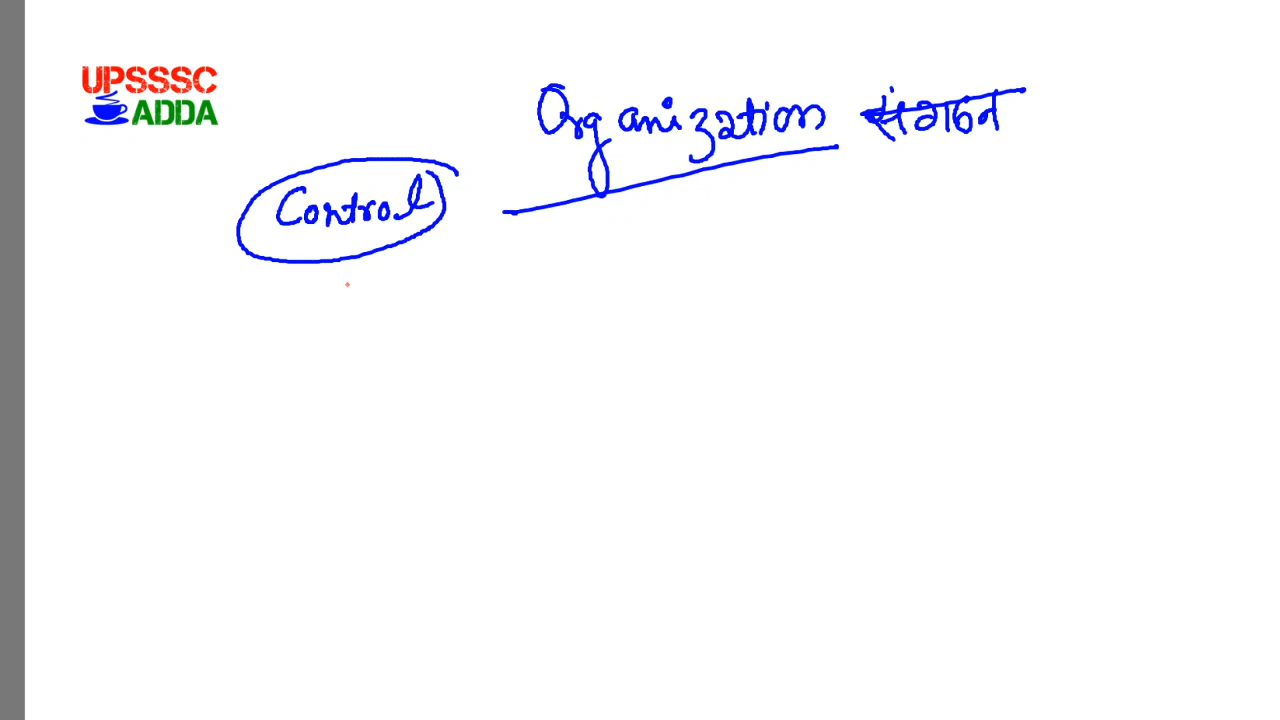 UPSSSC
ADDA
Organization संगठन
Control